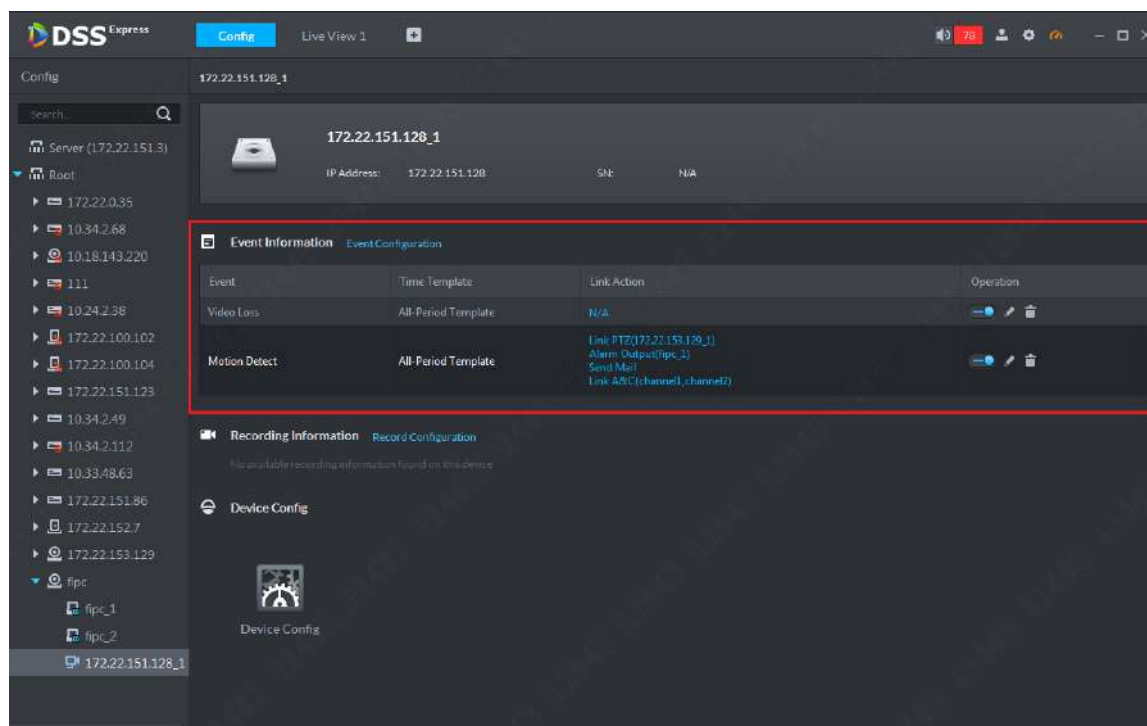 DSS Express
Config
Live View 1
78
Config
172.22.151.128_1
Search...
Server (172.22.151.3)
Root
172.22.0.35
10.34.2.68
10.18.143.220
111
10.24.2.38
172.22.100.102
172.22.100.104
172.22.151.123
10.34.2.49
10.34.2.112
10.33.48.63
172.22.151.86
172.22.152.7
172.22.153.129
fipc
fipc_1
fipc_2
172.22.151.128_1
172.22.151.128_1
IP Address: 172.22.151.128 SN: N/A
Event Information Event Configuration
Event Time Template Link Action Operation
Video Loss All-Period Template N/A
Motion Detect All-Period Template
Link PTZ(172.22.153.129_1)
Alarm Output(fipc_1)
Send Mail
Link A&C(channel1,channel2)
Recording Information Record Configuration
No available recording information found on this device
Device Config
Device Config